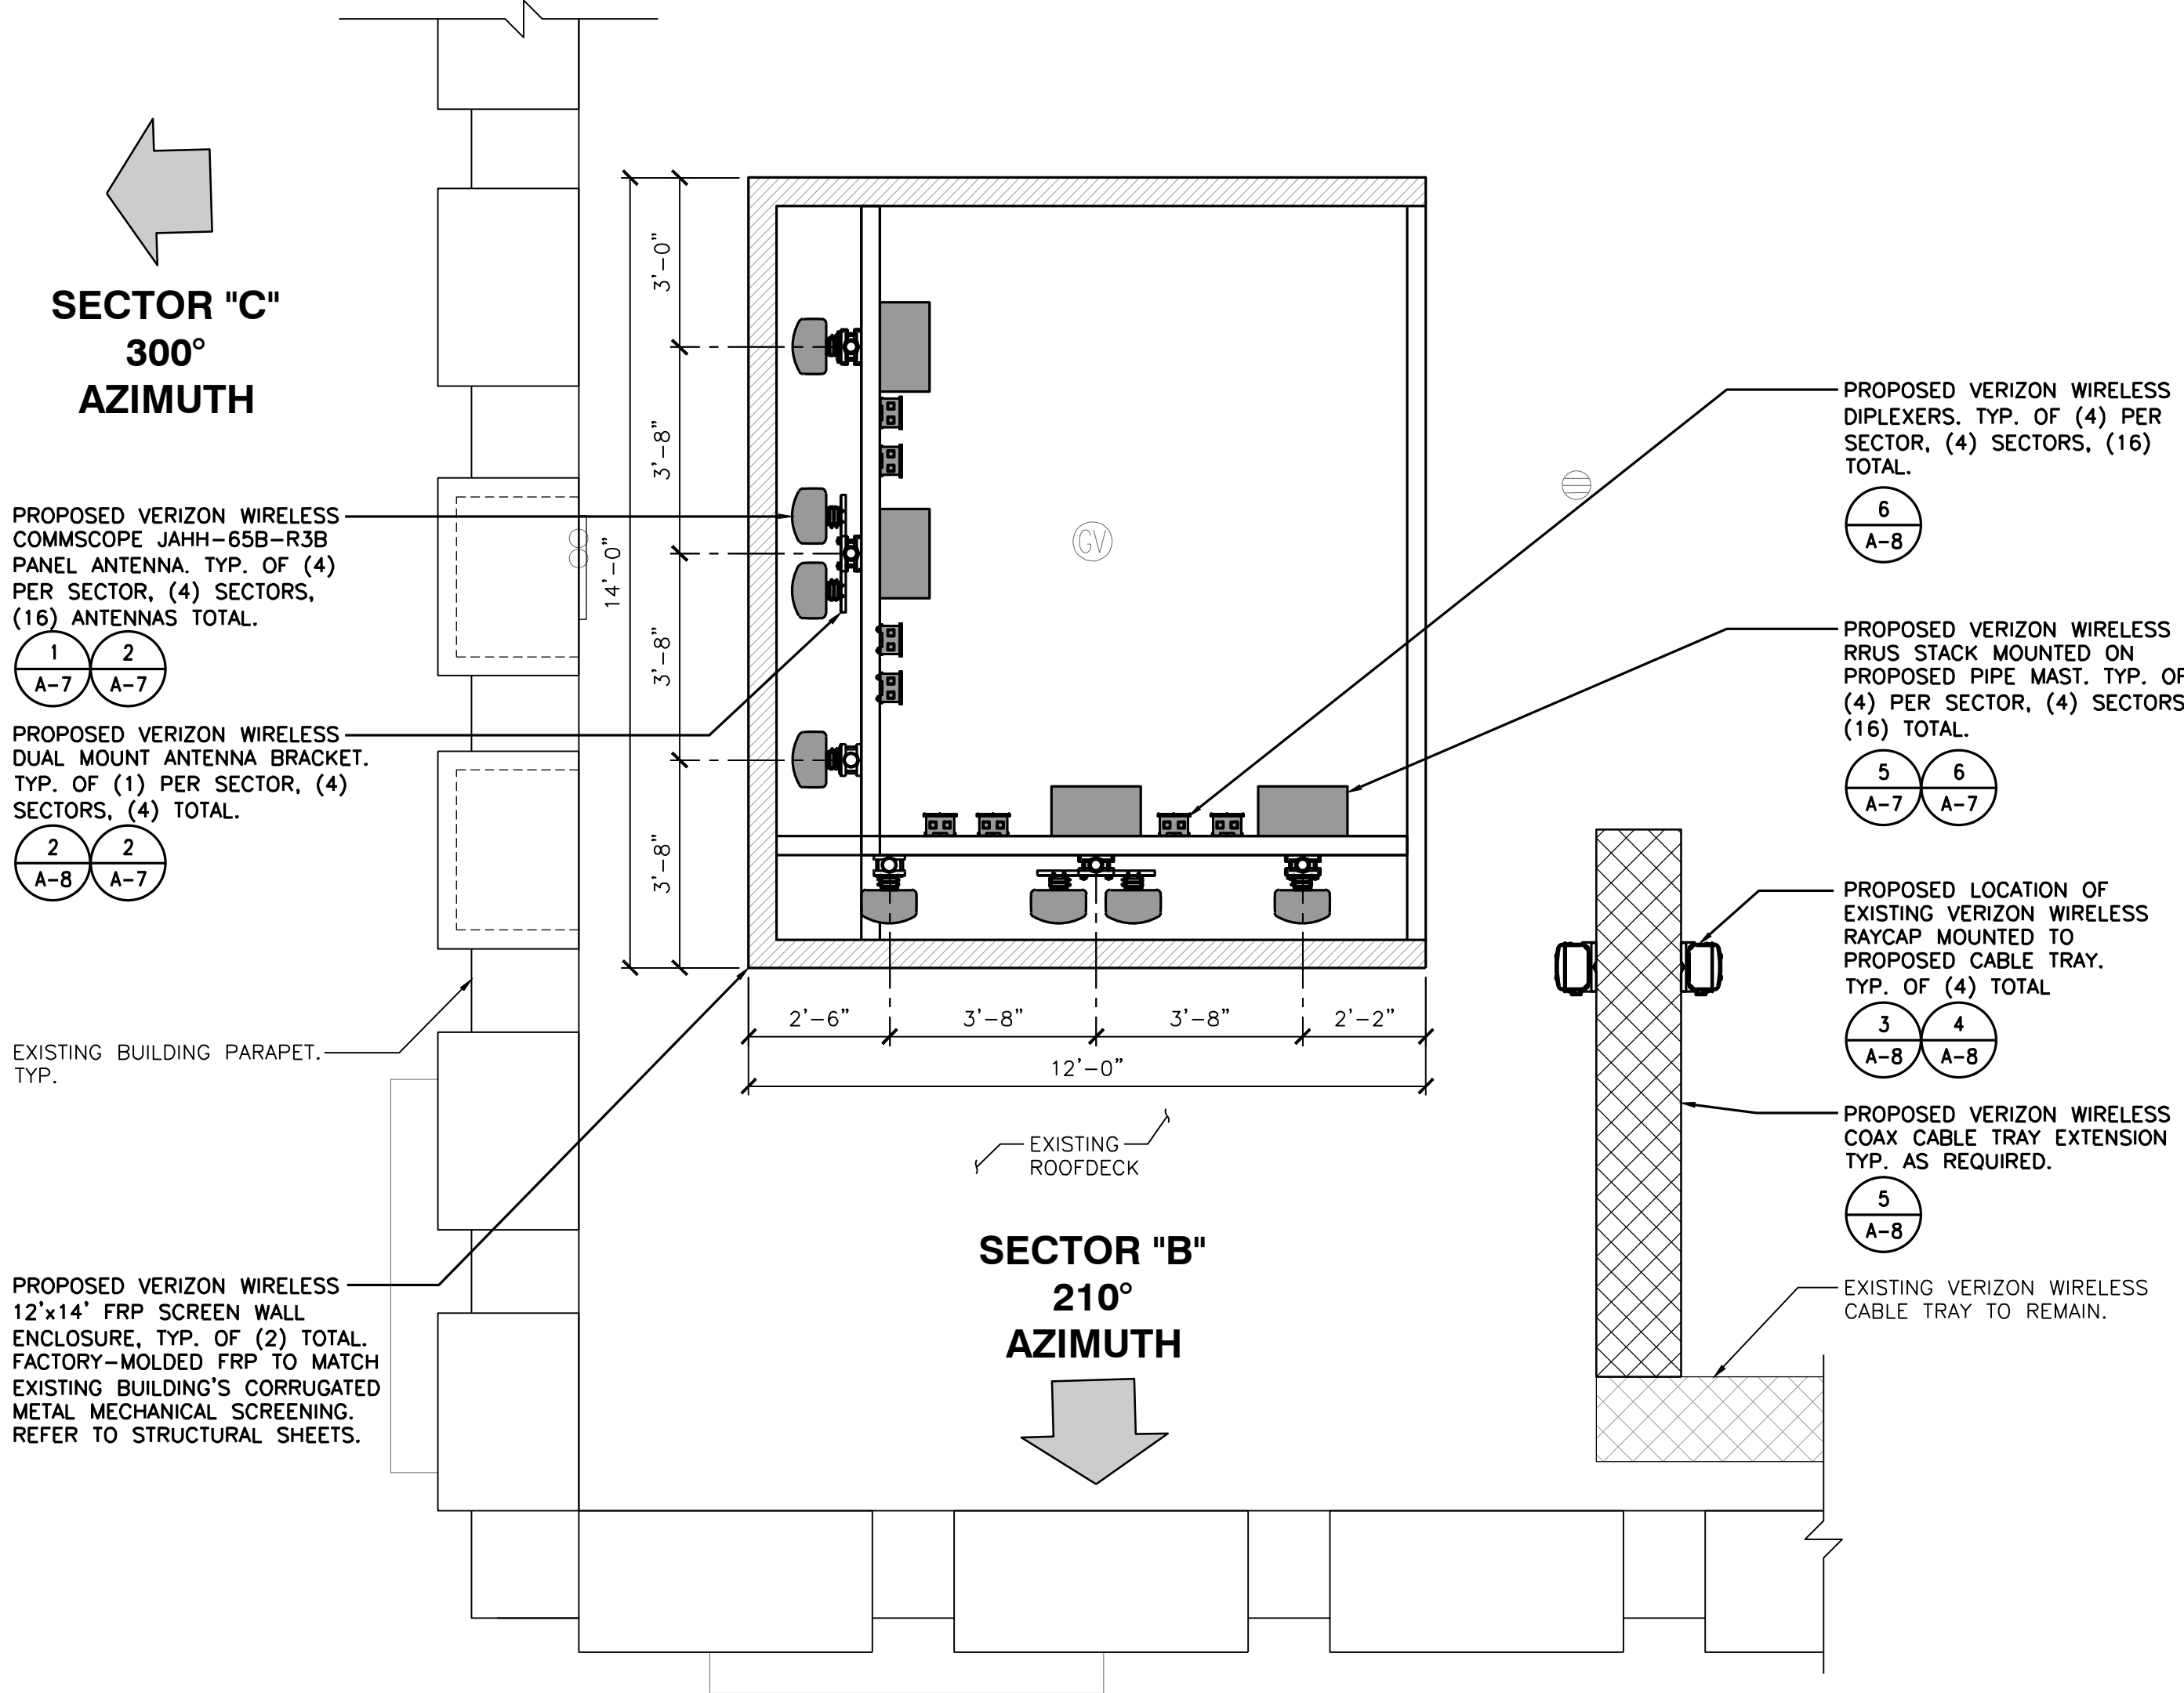 SECTOR "C"
300°
AZIMUTH
PROPOSED VERIZON WIRELESS
COMMSCOPE JAHH-65B-R3B
PANEL ANTENNA. TYP. OF (4)
PER SECTOR, (4) SECTORS,
(16) ANTENNAS TOTAL.
1 2
A-7 A-7
PROPOSED VERIZON WIRELESS
DUAL MOUNT ANTENNA BRACKET.
TYP. OF (1) PER SECTOR, (4)
SECTORS, (4) TOTAL.
2 2
A-8 A-7
EXISTING BUILDING PARAPET.
TYP.
PROPOSED VERIZON WIRELESS
12'x14' FRP SCREEN WALL
ENCLOSURE, TYP. OF (2) TOTAL.
FACTORY-MOLDED FRP TO MATCH
EXISTING BUILDING'S CORRUGATED
METAL MECHANICAL SCREENING.
REFER TO STRUCTURAL SHEETS.
14'-0"
3'-0"
3'-8"
3'-8"
3'-8"
GV
2'-6" 3'-8" 3'-8" 2'-2"
12'-0"
EXISTING
ROOFDECK
SECTOR "B"
210°
AZIMUTH
PROPOSED VERIZON WIRELESS
DIPLEXERS. TYP. OF (4) PER
SECTOR, (4) SECTORS, (16)
TOTAL.
6
A-8
PROPOSED VERIZON WIRELESS
RRUS STACK MOUNTED ON
PROPOSED PIPE MAST. TYP. OF
(4) PER SECTOR, (4) SECTORS
(16) TOTAL.
5 6
A-7 A-7
PROPOSED LOCATION OF
EXISTING VERIZON WIRELESS
RAYCAP MOUNTED TO
PROPOSED CABLE TRAY.
TYP. OF (4) TOTAL
3 4
A-8 A-8
PROPOSED VERIZON WIRELESS
COAX CABLE TRAY EXTENSION
TYP. AS REQUIRED.
5
A-8
EXISTING VERIZON WIRELESS
CABLE TRAY TO REMAIN.